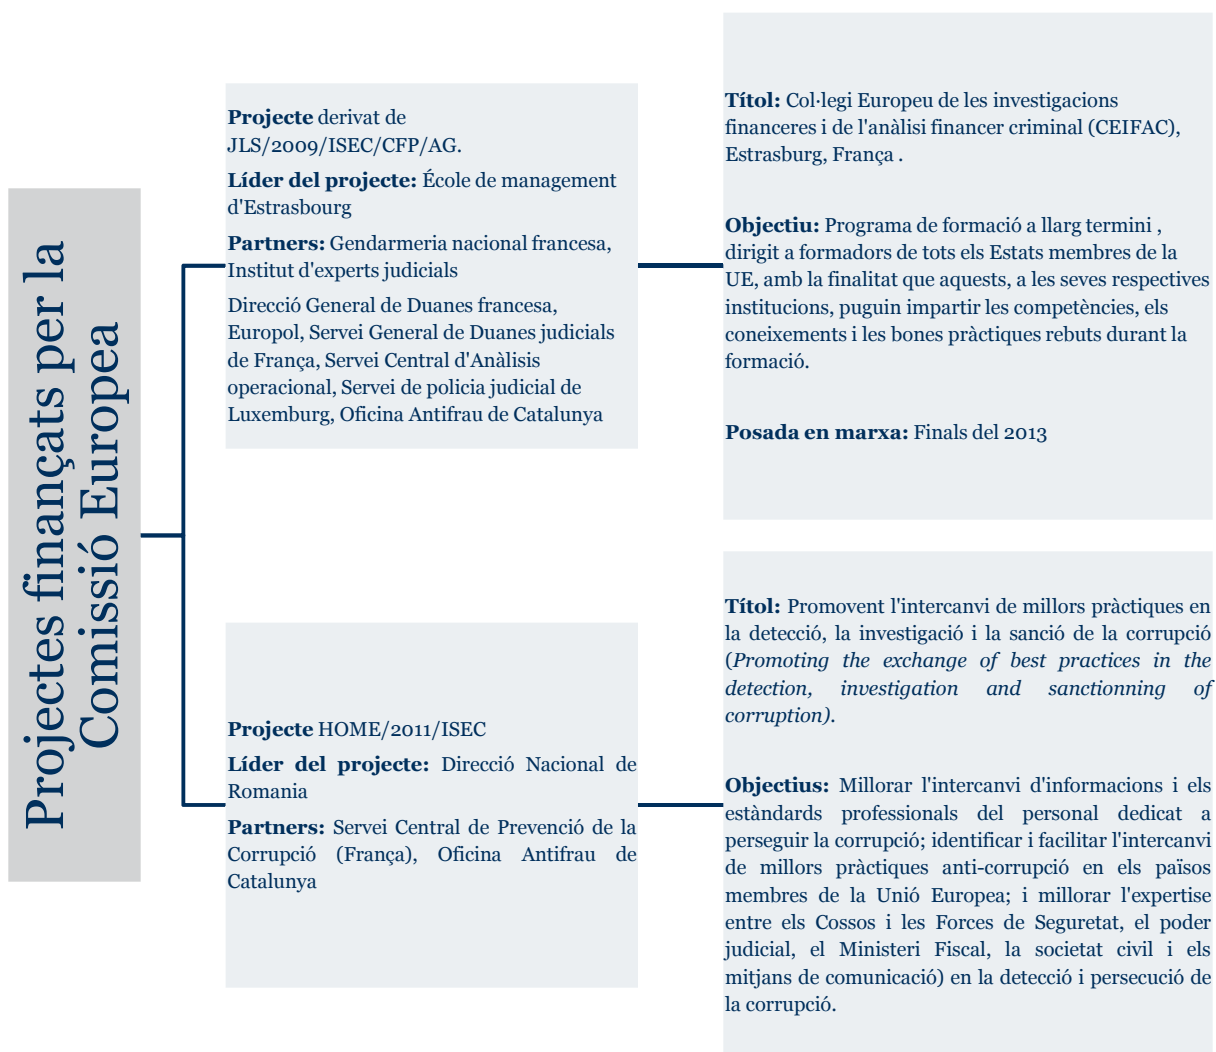 Projectes finançats per la
Comissió Europea
Projecte derivat de
JLS/2009/ISEC/CFP/AG.
Líder del projecte: École de management
d'Estrasbourg
Partners: Gendarmeria nacional francesa,
Institut d'experts judicials
Direcció General de Duanes francesa,
Europol, Servei General de Duanes judicials
de França, Servei Central d'Anàlisis
operacional, Servei de policia judicial de
Luxemburg, Oficina Antifrau de Catalunya
Títol: Col·legi Europeu de les investigacions
financeres i de l'anàlisi financer criminal (CEIFAC),
Estrasburg, França .
Objectiu: Programa de formació a llarg termini ,
dirigit a formadors de tots els Estats membres de la
UE, amb la finalitat que aquests, a les seves respectives
institucions, puguin impartir les competències, els
coneixements i les bones pràctiques rebuts durant la
formació.
Posada en marxa: Finals del 2013
Projecte HOME/2011/ISEC
Líder del projecte: Direcció Nacional de
Romania
Partners: Servei Central de Prevenció de la
Corrupció (França), Oficina Antifrau de
Catalunya
Títol: Promovent l'intercanvi de millors pràctiques en
la detecció, la investigació i la sanció de la corrupció
(Promoting the exchange of best practices in the
detection, investigation and sanctionning of
corruption).
Objectius: Millorar l'intercanvi d'informacions i els
estàndards professionals del personal dedicat a
perseguir la corrupció; identificar i facilitar l'intercanvi
de millors pràctiques anti-corrupció en els països
membres de la Unió Europea; i millorar l'expertise
entre els Cossos i les Forces de Seguretat, el poder
judicial, el Ministeri Fiscal, la societat civil i els
mitjans de comunicació) en la detecció i persecució de
la corrupció.